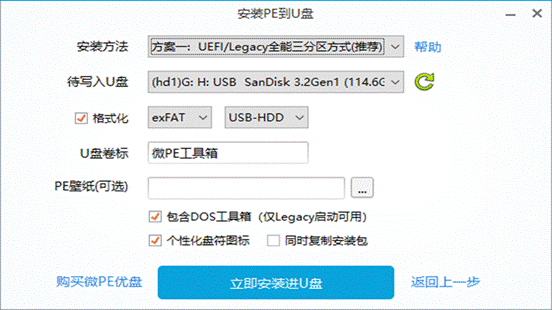 安装PE到U盘
安装方法 方案一：UEFI/Legacy全能三分区方式(推荐) 帮助
待写入U盘 (hd1)G: H: USB SanDisk 3.2Gen1 (114.6G
格式化 exFAT USB-HDD
U盘卷标 微PE工具箱
PE壁纸(可选) ...
包含DOS工具箱（仅Legacy启动可用）
个性化盘符图标 同时复制安装包
购买微PE优盘 立即安装进U盘 返回上一步